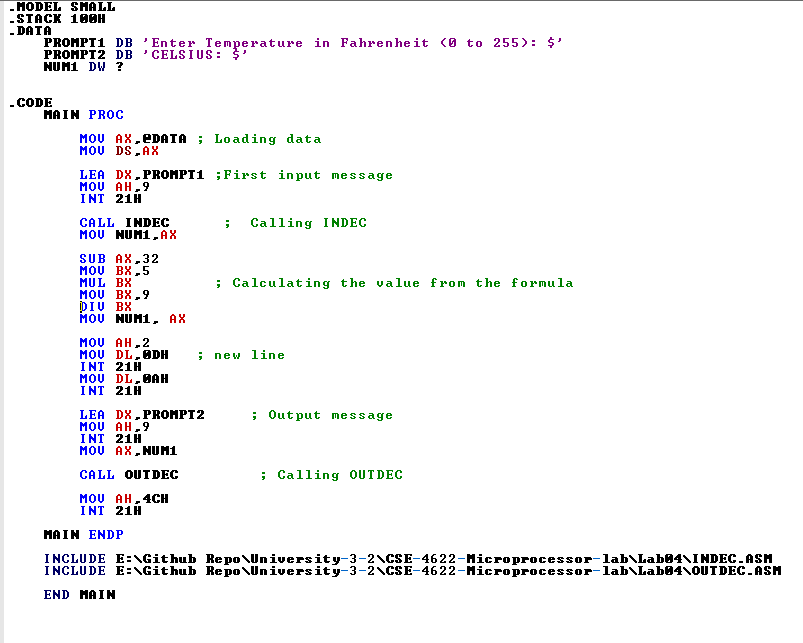 .MODEL SMALL
.STACK 100H
.DATA
    PROMPT1 DB 'Enter Temperature in Fahrenheit (0 to 255): $'
    PROMPT2 DB 'CELSIUS: $'
    NUM1 DW ?
.CODE
    MAIN PROC
        MOV AX,@DATA ; Loading data
        MOV DS,AX
        LEA DX,PROMPT1 ;First input message
        MOV AH,9
        INT 21H
        CALL INDEC      ;  Calling INDEC
        MOV NUM1,AX
        SUB AX,32
        MOV BX,5
        MUL BX         ; Calculating the value from the formula
        MOV BX,9
        DIV BX
        MOV NUM1, AX
        MOV AH,2
        MOV DL,0DH   ; new line
        INT 21H
        MOV DL,0AH
        INT 21H
        LEA DX,PROMPT2     ; Output message
        MOV AH,9
        INT 21H
        MOV AX,NUM1
        CALL OUTDEC         ; Calling OUTDEC
        MOV AH,4CH
        INT 21H
    MAIN ENDP
    INCLUDE E:\Github Repo\University-3-2\CSE-4622-Microprocessor-lab\Lab04\INDEC.ASM
    INCLUDE E:\Github Repo\University-3-2\CSE-4622-Microprocessor-lab\Lab04\OUTDEC.ASM
    END MAIN